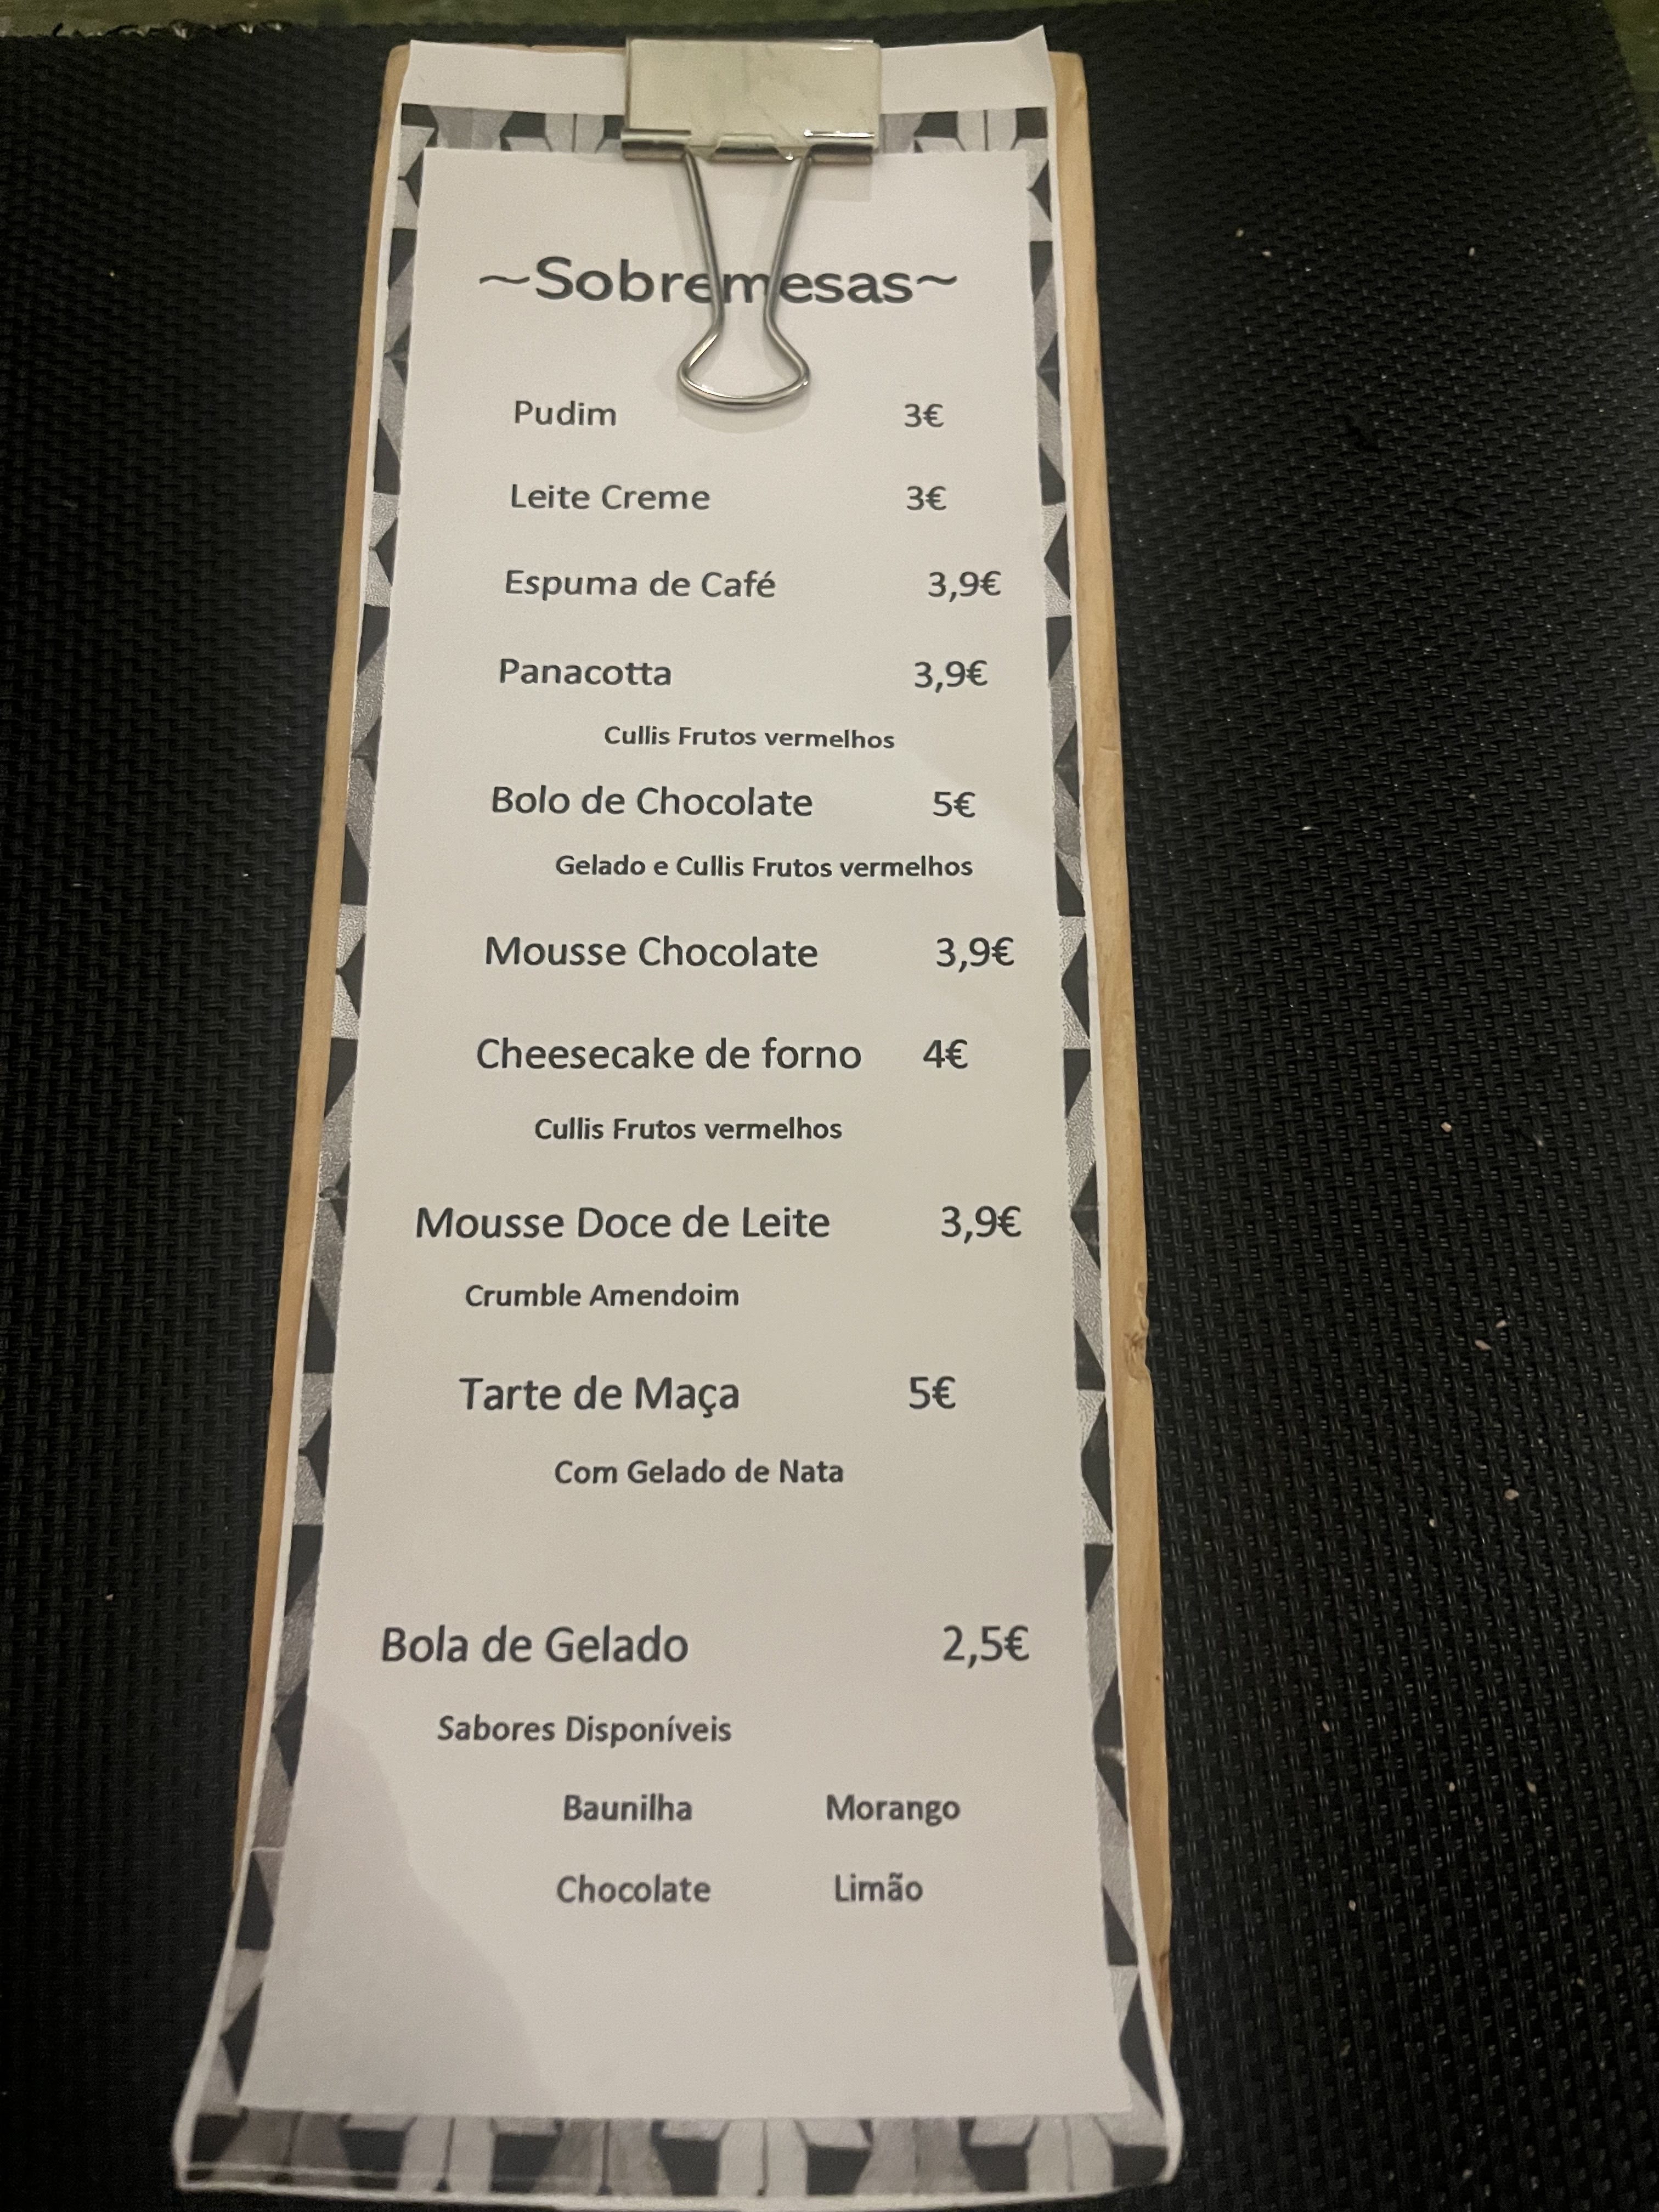 ~Sobremesas~
Pudim 3€
Leite Creme 3€
Espuma de Café 3,9€
Panacotta 3,9€
Cullis Frutos vermelhos
Bolo de Chocolate 5€
Gelado e Cullis Frutos vermelhos
Mousse Chocolate 3,9€
Cheesecake de forno 4€
Cullis Frutos vermelhos
Mousse Doce de Leite 3,9€
Crumble Amendoim
Tarte de Maça 5€
Com Gelado de Nata
Bola de Gelado 2,5€
Sabores Disponíveis
Baunilha Morango
Chocolate Limão